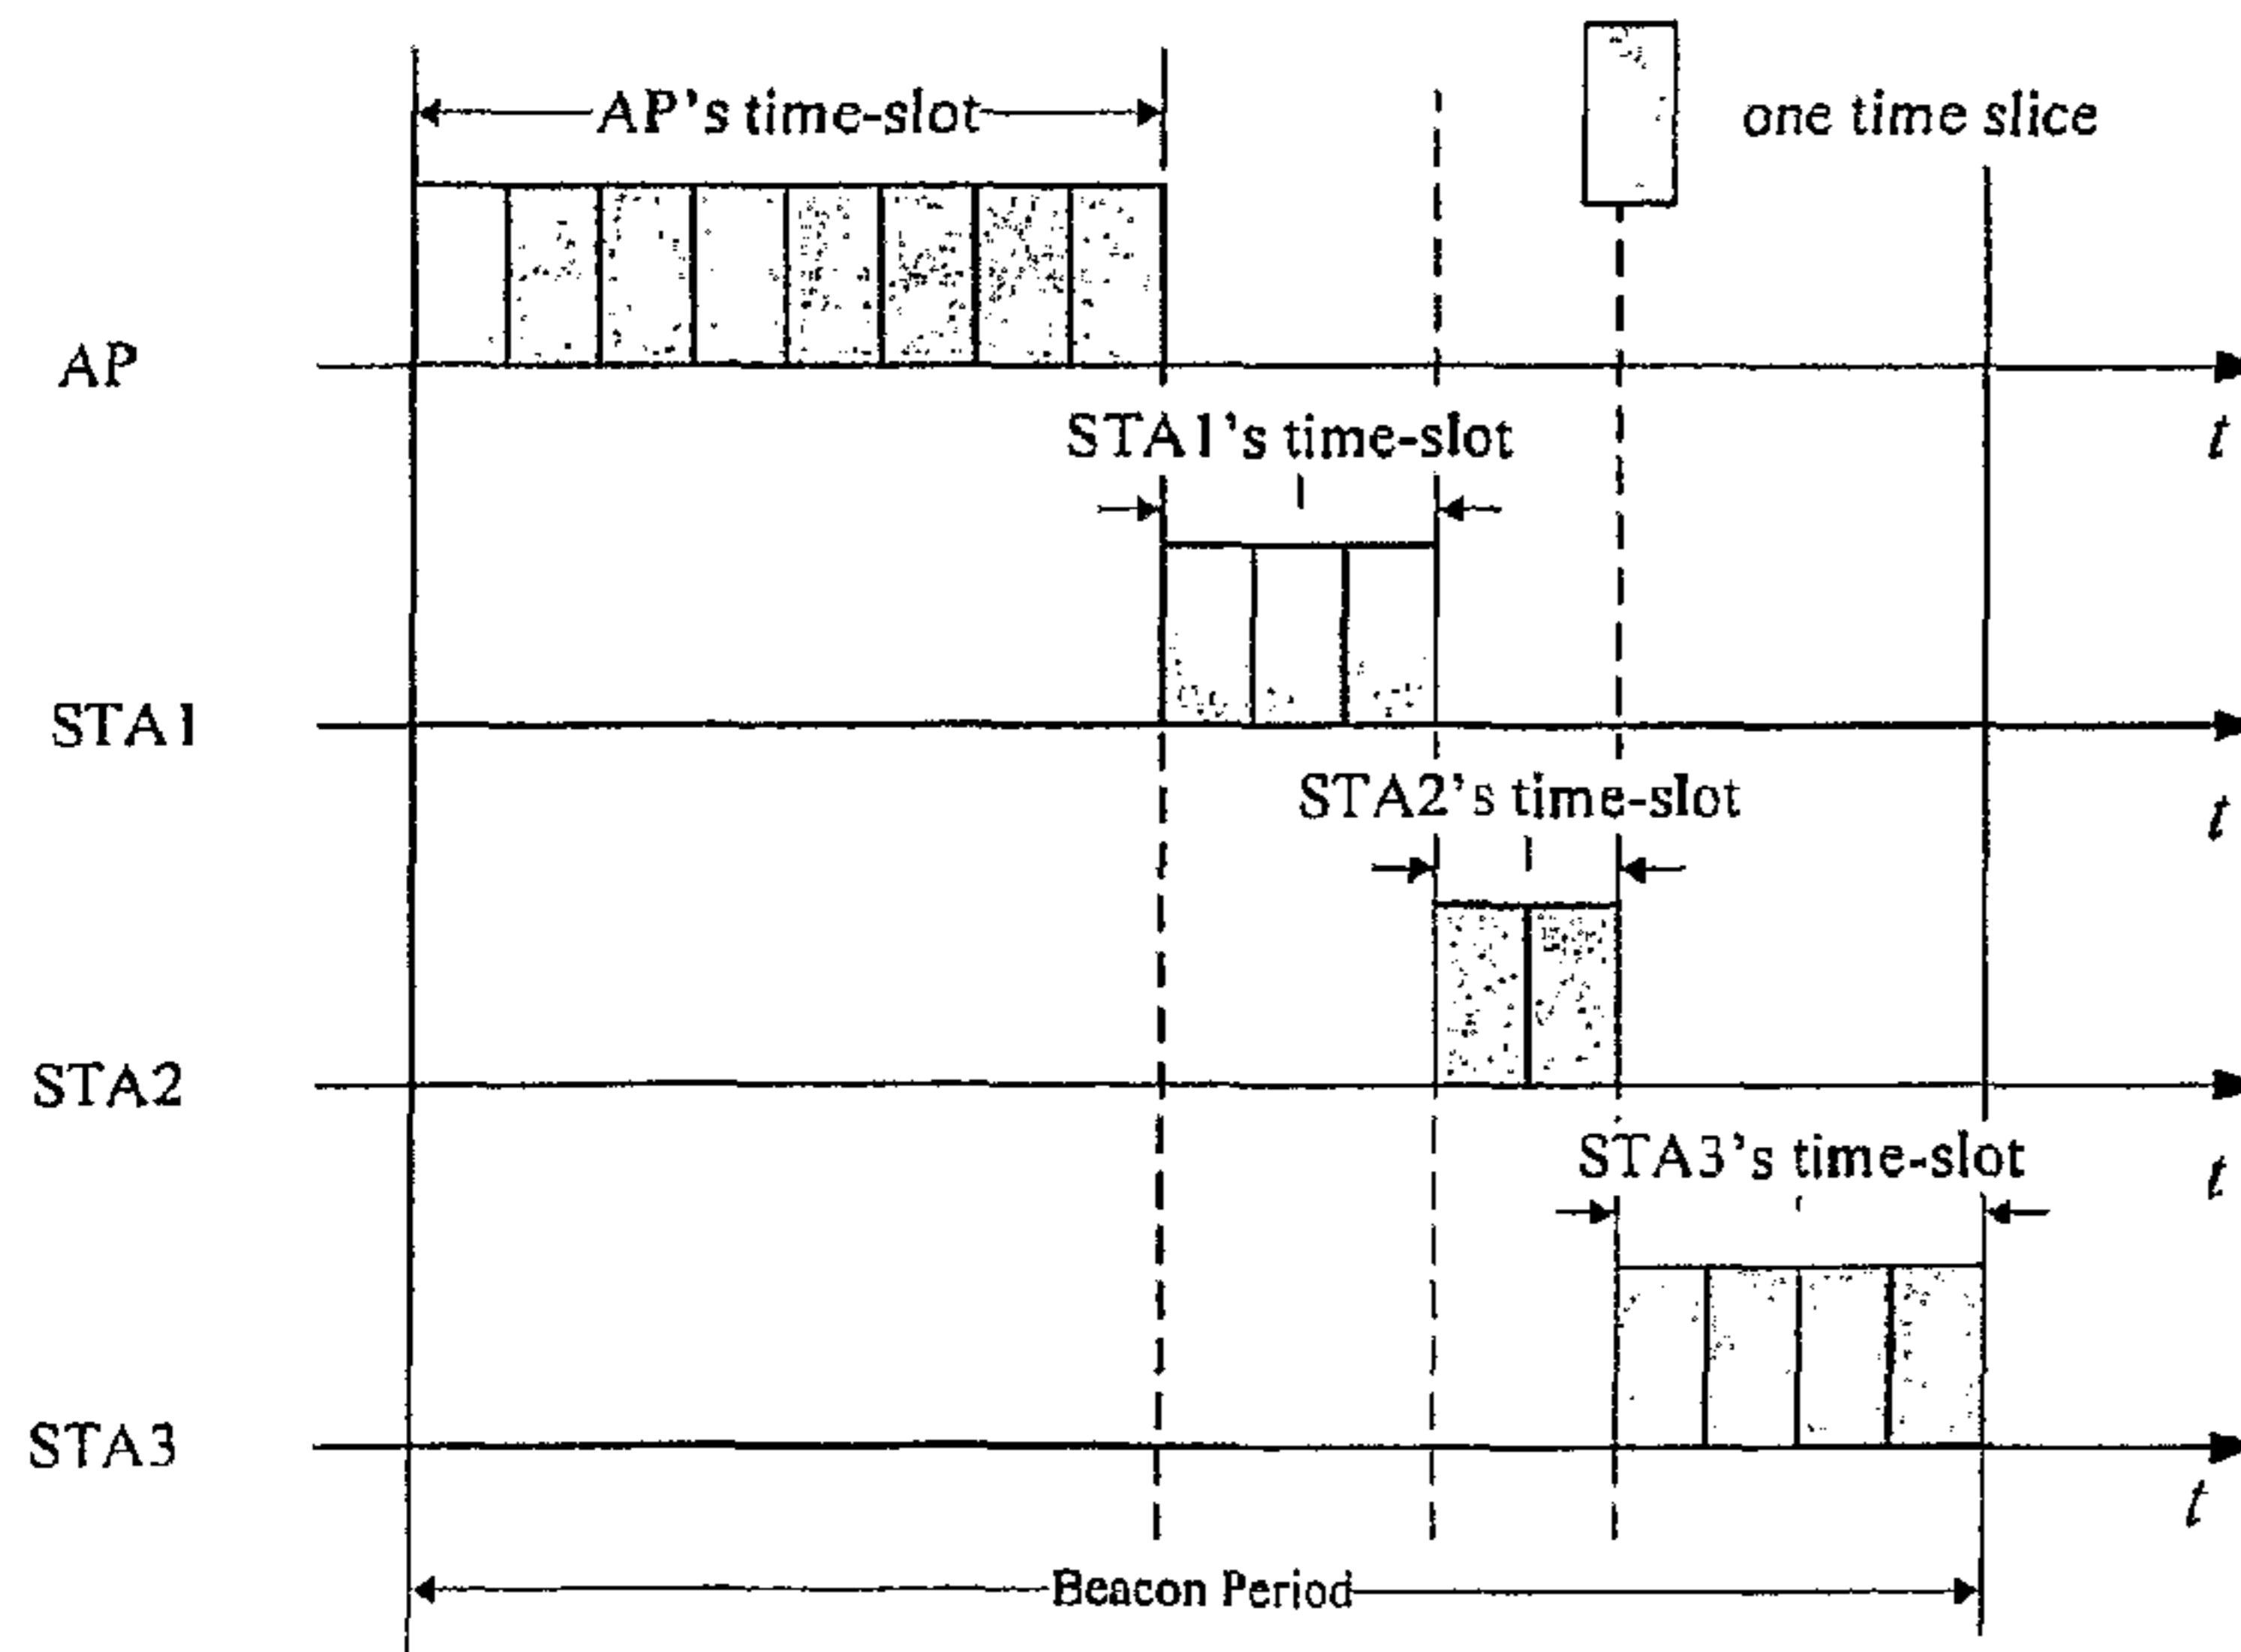 AP's time-slot
one time slice
AP
t
STA1's time-slot
STA1
t
STA2's time-slot
STA2
t
STA3's time-slot
STA3
t
Beacon Period